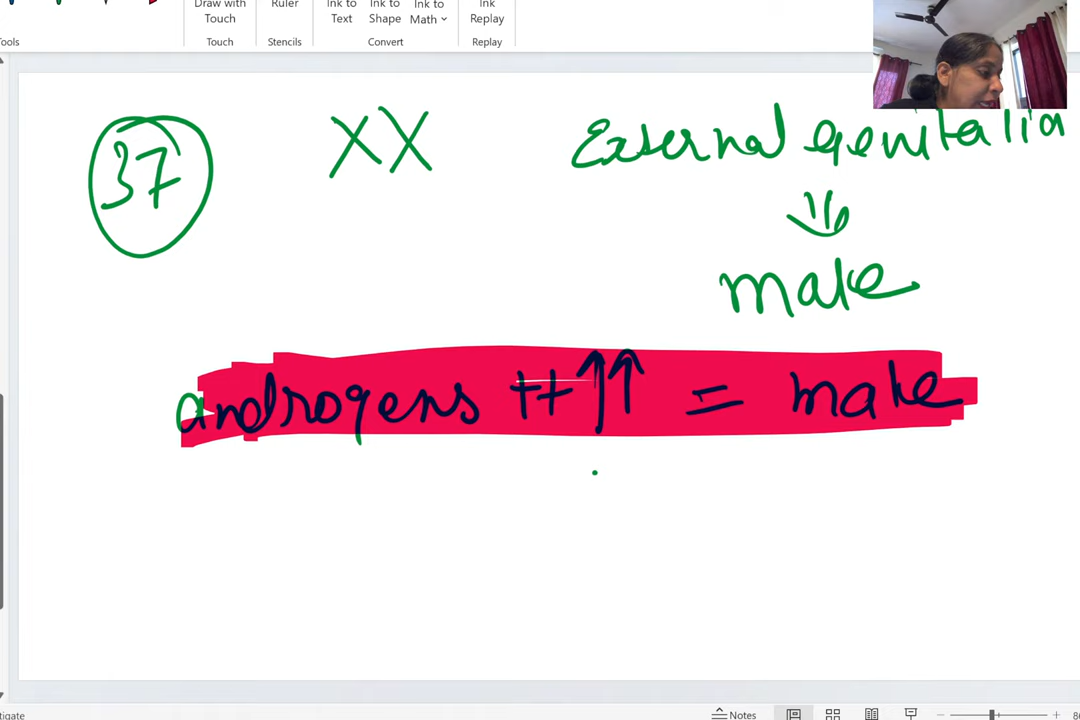 Draw with Touch
Ruler
Ink to Text
Ink to Shape
Ink to Math
Ink Replay
Tools
Touch
Stencils
Convert
Replay
37
XX
External genitalia
male
androgens ++↑↑ = male
Notes